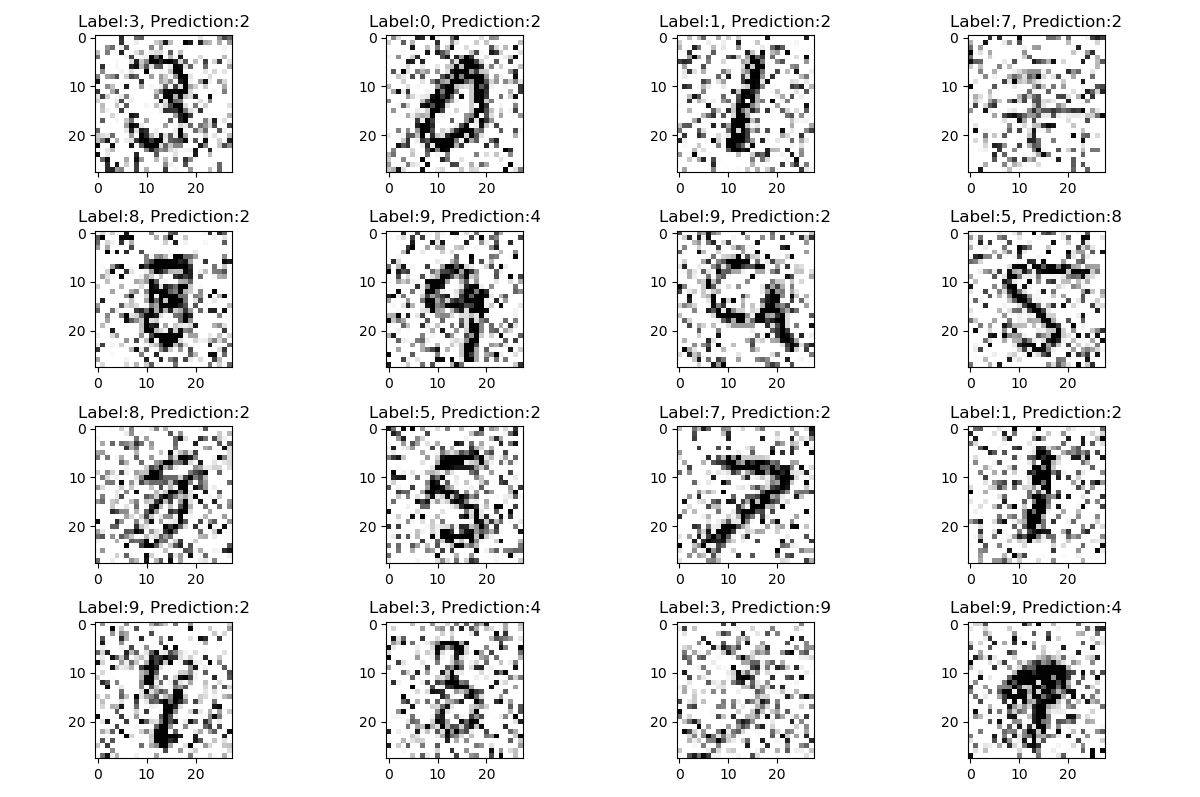 Label:3, Prediction:2
Label:0, Prediction:2
Label:1, Prediction:2
Label:7, Prediction:2
0
10
20
0 10 20
0
10
20
0 10 20
0
10
20
0 10 20
0
10
20
0 10 20
Label:8, Prediction:2
Label:9, Prediction:4
Label:9, Prediction:2
Label:5, Prediction:8
0
10
20
0 10 20
0
10
20
0 10 20
0
10
20
0 10 20
0
10
20
0 10 20
Label:8, Prediction:2
Label:5, Prediction:2
Label:7, Prediction:2
Label:1, Prediction:2
0
10
20
0 10 20
0
10
20
0 10 20
0
10
20
0 10 20
0
10
20
0 10 20
Label:9, Prediction:2
Label:3, Prediction:4
Label:3, Prediction:9
Label:9, Prediction:4
0
10
20
0 10 20
0
10
20
0 10 20
0
10
20
0 10 20
0
10
20
0 10 20